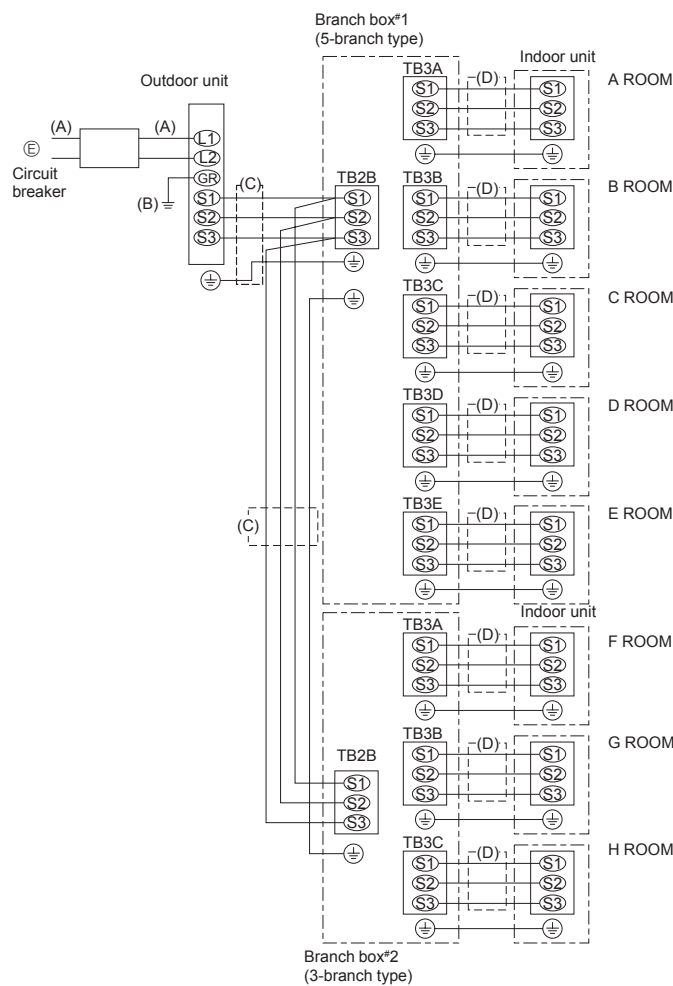 Branch box#1
(5-branch type)
Indoor unit
Outdoor unit
TB3A
(D)
A ROOM
S1
S1
S2
S2
S3
S3
(A)
(A)
L1
L2
Ⓔ
Circuit
breaker
GR
(B)
(C)
S1
S2
S3
TB2B
S1
S2
S3
TB3B
(D)
B ROOM
S1
S1
S2
S2
S3
S3
TB3C
(D)
C ROOM
S1
S1
S2
S2
S3
S3
TB3D
(D)
D ROOM
S1
S1
S2
S2
S3
S3
TB3E
(D)
E ROOM
S1
S1
S2
S2
S3
S3
(C)
Indoor unit
TB3A
(D)
F ROOM
S1
S1
S2
S2
S3
S3
TB2B
S1
S2
S3
TB3B
(D)
G ROOM
S1
S1
S2
S2
S3
S3
TB3C
(D)
H ROOM
S1
S1
S2
S2
S3
S3
Branch box#2
(3-branch type)